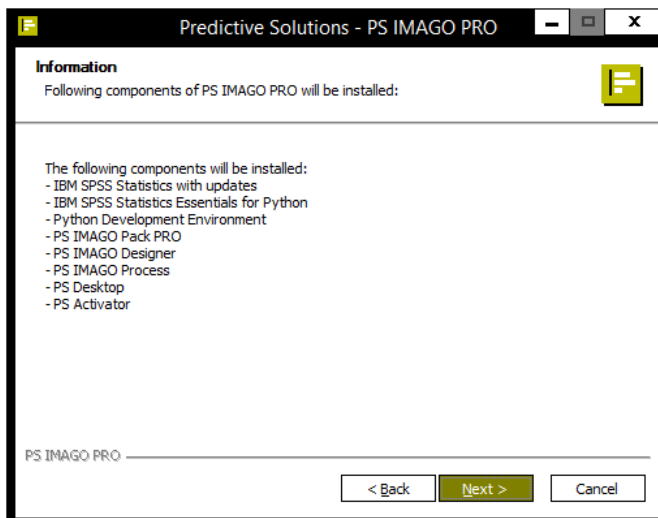 Predictive Solutions - PS IMAGO PRO
Information
Following components of PS IMAGO PRO will be installed:
The following components will be installed:
- IBM SPSS Statistics with updates
- IBM SPSS Statistics Essentials for Python
- Python Development Environment
- PS IMAGO Pack PRO
- PS IMAGO Designer
- PS IMAGO Process
- PS Desktop
- PS Activator
PS IMAGO PRO
< Back Next > Cancel